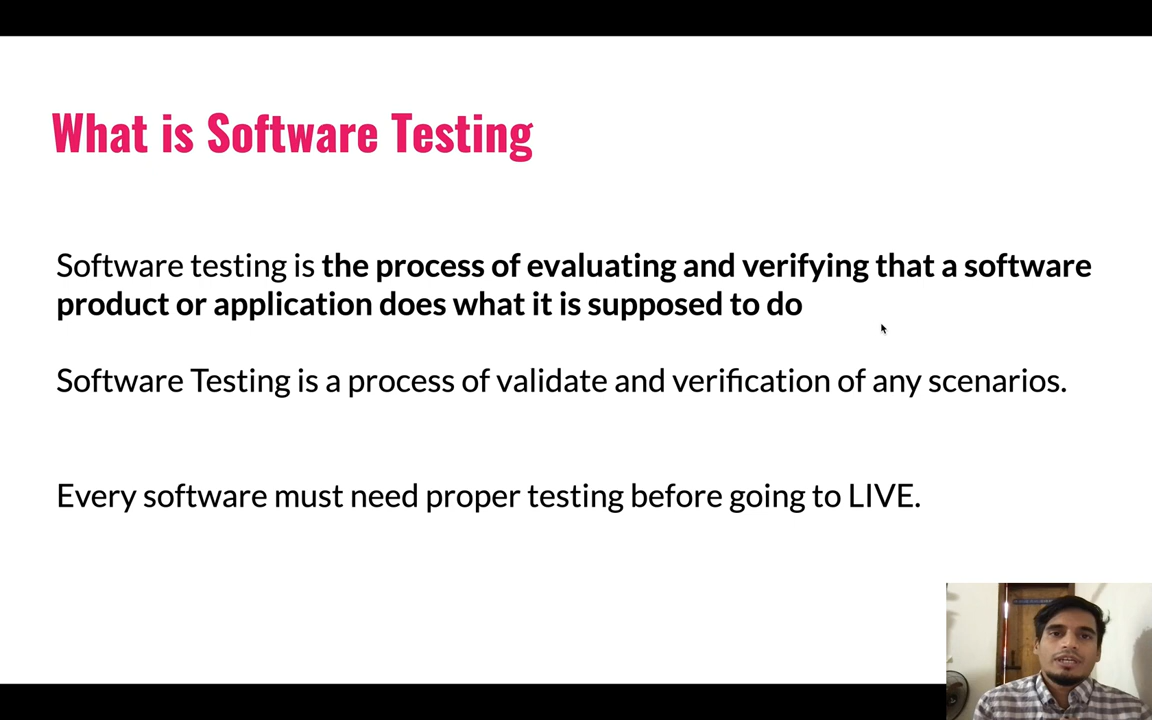 What is Software Testing
Software testing is the process of evaluating and verifying that a software
product or application does what it is supposed to do
Software Testing is a process of validate and verification of any scenarios.
Every software must need proper testing before going to LIVE.